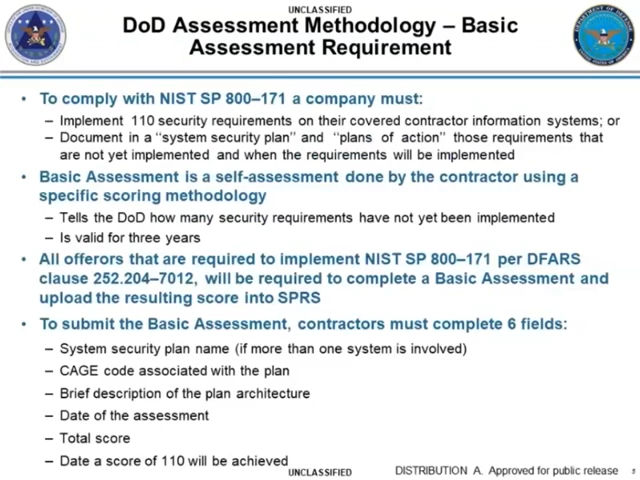 UNCLASSIFIED
DoD Assessment Methodology – Basic
Assessment Requirement
• To comply with NIST SP 800–171 a company must:
– Implement 110 security requirements on their covered contractor information systems; or
– Document in a "system security plan" and "plans of action" those requirements that
are not yet implemented and when the requirements will be implemented
• Basic Assessment is a self-assessment done by the contractor using a
specific scoring methodology
– Tells the DoD how many security requirements have not yet been implemented
– Is valid for three years
• All offerors that are required to implement NIST SP 800–171 per DFARS
clause 252.204–7012, will be required to complete a Basic Assessment and
upload the resulting score into SPRS
• To submit the Basic Assessment, contractors must complete 6 fields:
– System security plan name (if more than one system is involved)
– CAGE code associated with the plan
– Brief description of the plan architecture
– Date of the assessment
– Total score
– Date a score of 110 will be achieved
UNCLASSIFIED
DISTRIBUTION A. Approved for public release
5